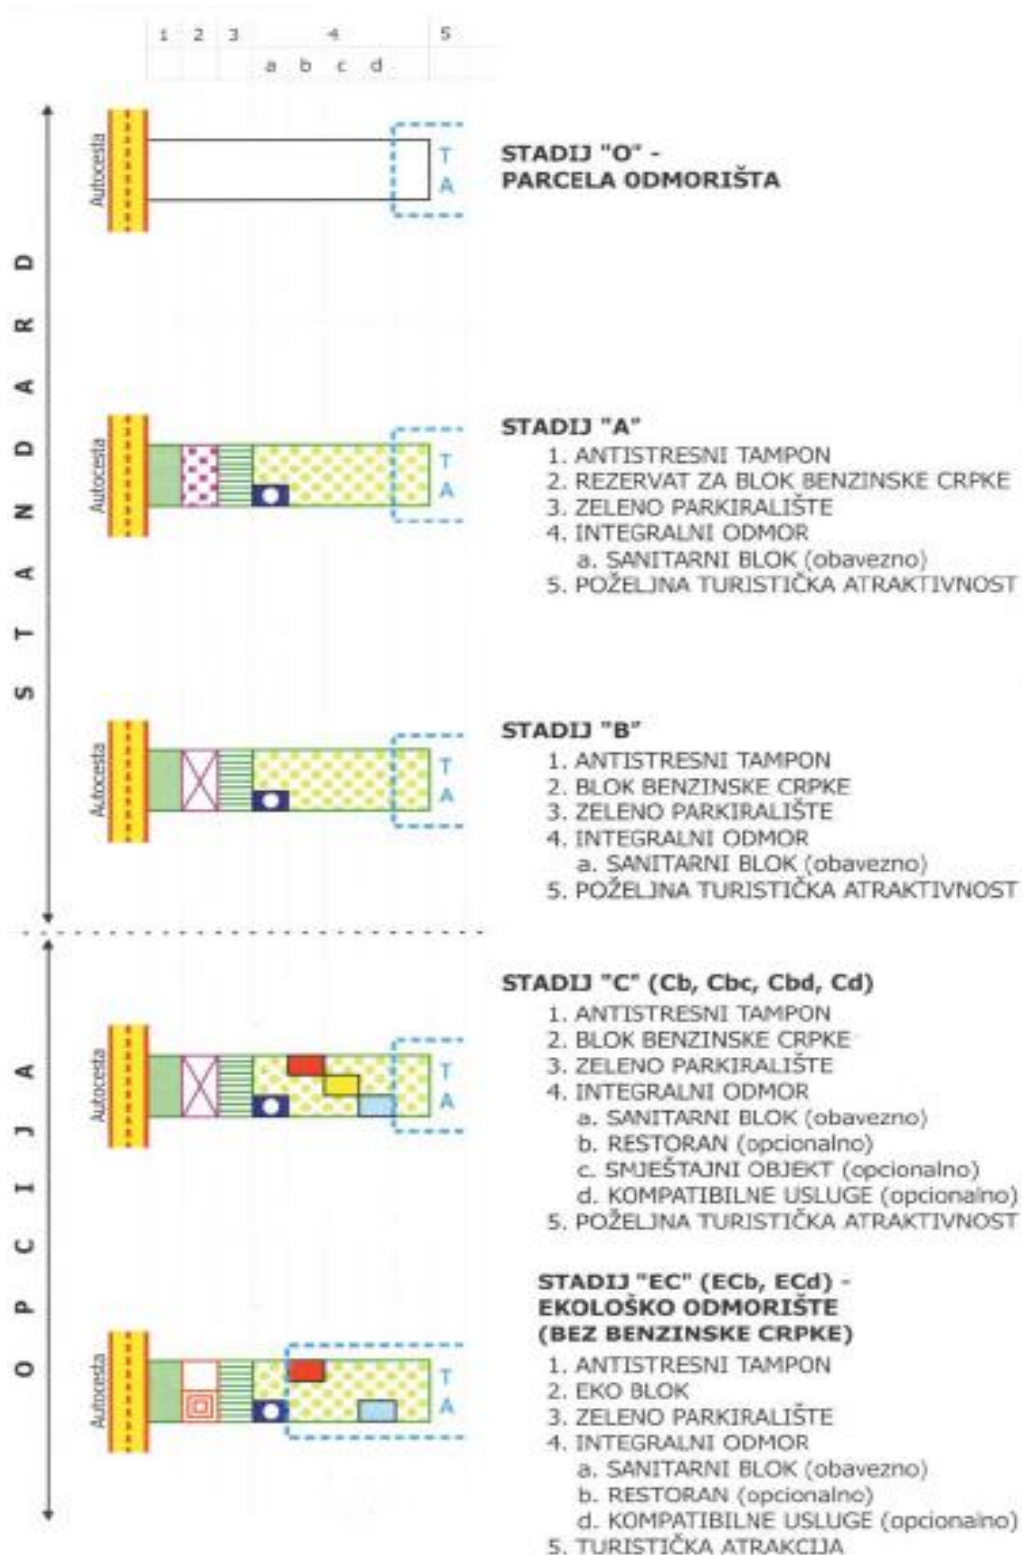 1 2 3 4 5
a b c d
STANDARD
Autocesta
T
A
STADIJ "O" -
PARCELA ODMORIŠTA
Autocesta
T
A
STADIJ "A"
1. ANTISTRESNI TAMPON
2. REZERVAT ZA BLOK BENZINSKE CRPKE
3. ZELENO PARKIRALIŠTE
4. INTEGRALNI ODMOR
a. SANITARNI BLOK (obavezno)
5. POŽELJNA TURISTIČKA ATRAKTIVNOST
Autocesta
T
A
STADIJ "B"
1. ANTISTRESNI TAMPON
2. BLOK BENZINSKE CRPKE
3. ZELENO PARKIRALIŠTE
4. INTEGRALNI ODMOR
a. SANITARNI BLOK (obavezno)
5. POŽELJNA TURISTIČKA ATRAKTIVNOST
OPCIJA
Autocesta
T
A
STADIJ "C" (Cb, Cbc, Cbd, Cd)
1. ANTISTRESNI TAMPON
2. BLOK BENZINSKE CRPKE
3. ZELENO PARKIRALIŠTE
4. INTEGRALNI ODMOR
a. SANITARNI BLOK (obavezno)
b. RESTORAN (opcionalno)
c. SMJEŠTAJNI OBJEKT (opcionalno)
d. KOMPATIBILNE USLUGE (opcionalno)
5. POŽELJNA TURISTIČKA ATRAKTIVNOST
Autocesta
T
A
STADIJ "EC" (ECb, ECd) -
EKOLOŠKO ODMORIŠTE
(BEZ BENZINSKE CRPKE)
1. ANTISTRESNI TAMPON
2. EKO BLOK
3. ZELENO PARKIRALIŠTE
4. INTEGRALNI ODMOR
a. SANITARNI BLOK (obavezno)
b. RESTORAN (opcionalno)
d. KOMPATIBILNE USLUGE (opcionalno)
5. TURISTIČKA ATRAKCIJA